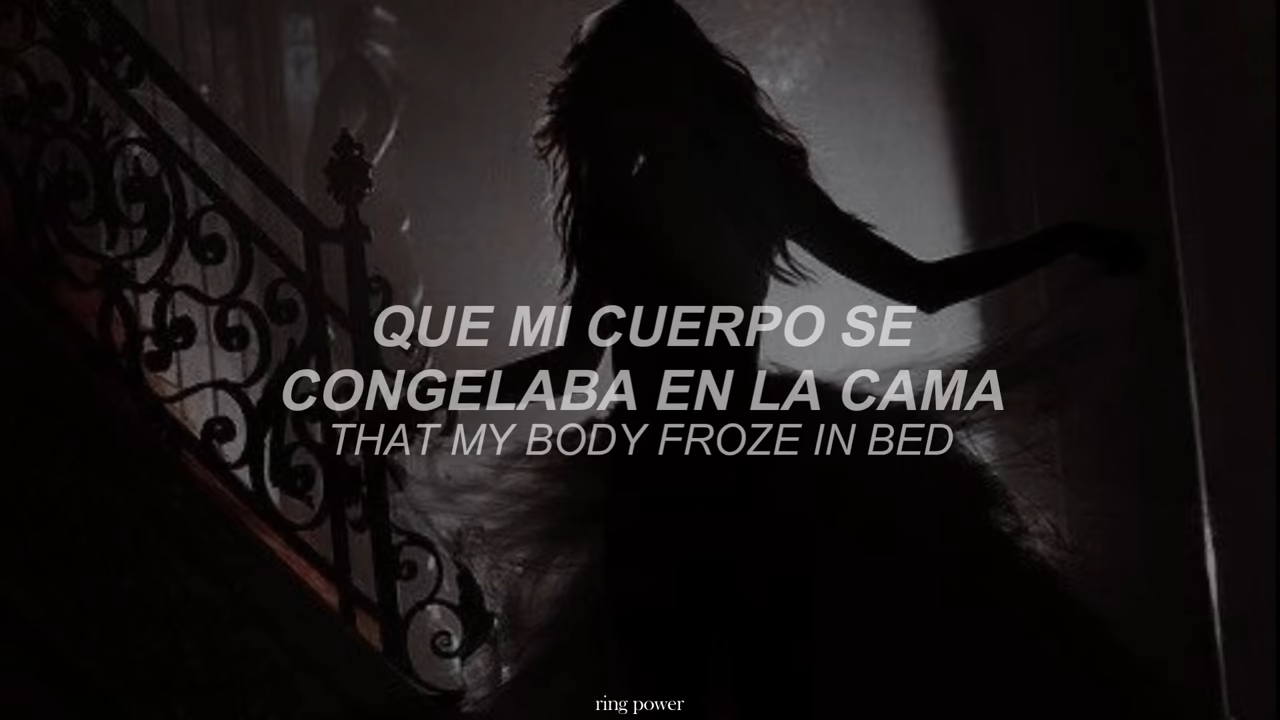 QUE MI CUERPO SE
CONGELABA EN LA CAMA
THAT MY BODY FROZE IN BED
ring power